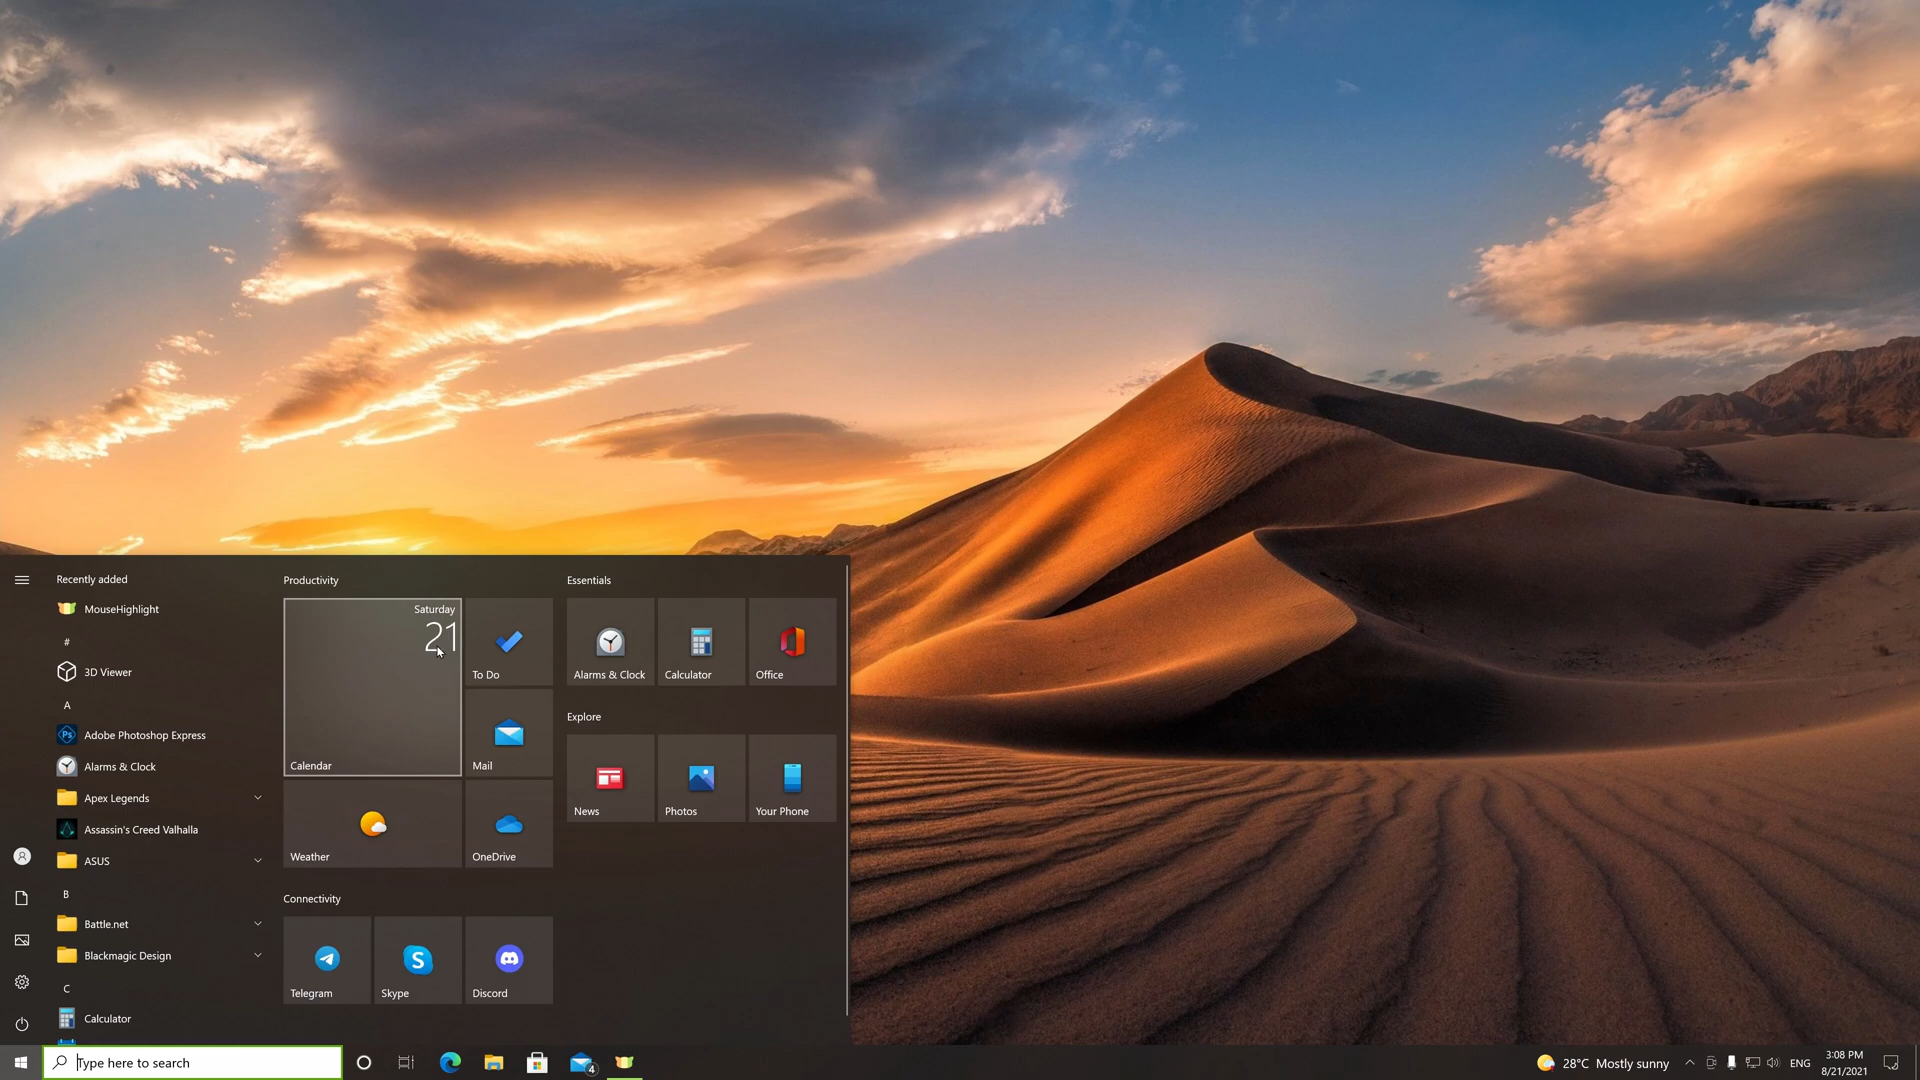 Recently added
MouseHighlight
#
3D Viewer
A
Adobe Photoshop Express
Alarms & Clock
Apex Legends
Assassin's Creed Valhalla
ASUS
B
Battle.net
Blackmagic Design
C
Calculator
Productivity
Saturday
21
Calendar
To Do
Mail
Weather
OneDrive
Connectivity
Telegram
Skype
Discord
Essentials
Alarms & Clock
Calculator
Office
Explore
News
Photos
Your Phone
Type here to search
4
28°C Mostly sunny
ENG
3:08 PM
8/21/2021